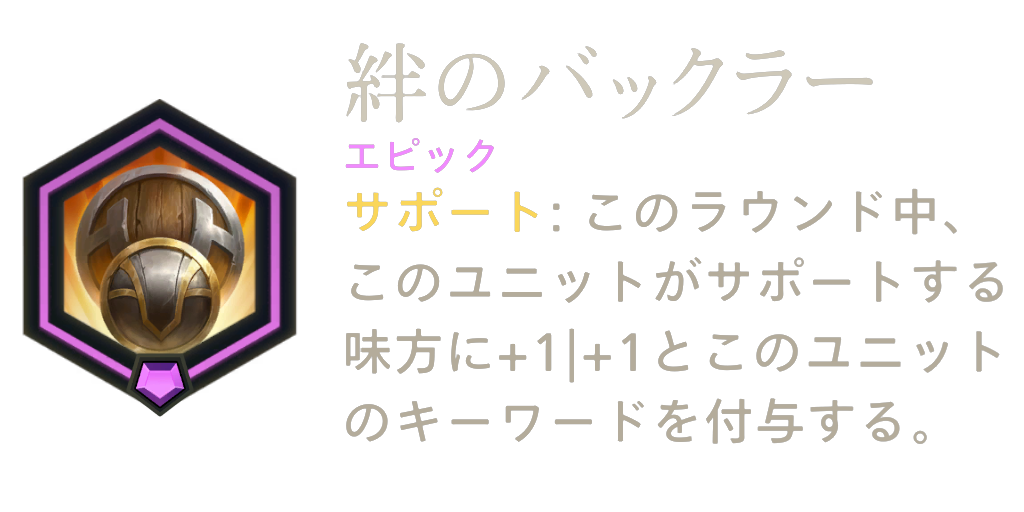 絆のバックラー
エピック
サポート: このラウンド中、
このユニットがサポートする
味方に+1|+1とこのユニット
のキーワードを付与する。